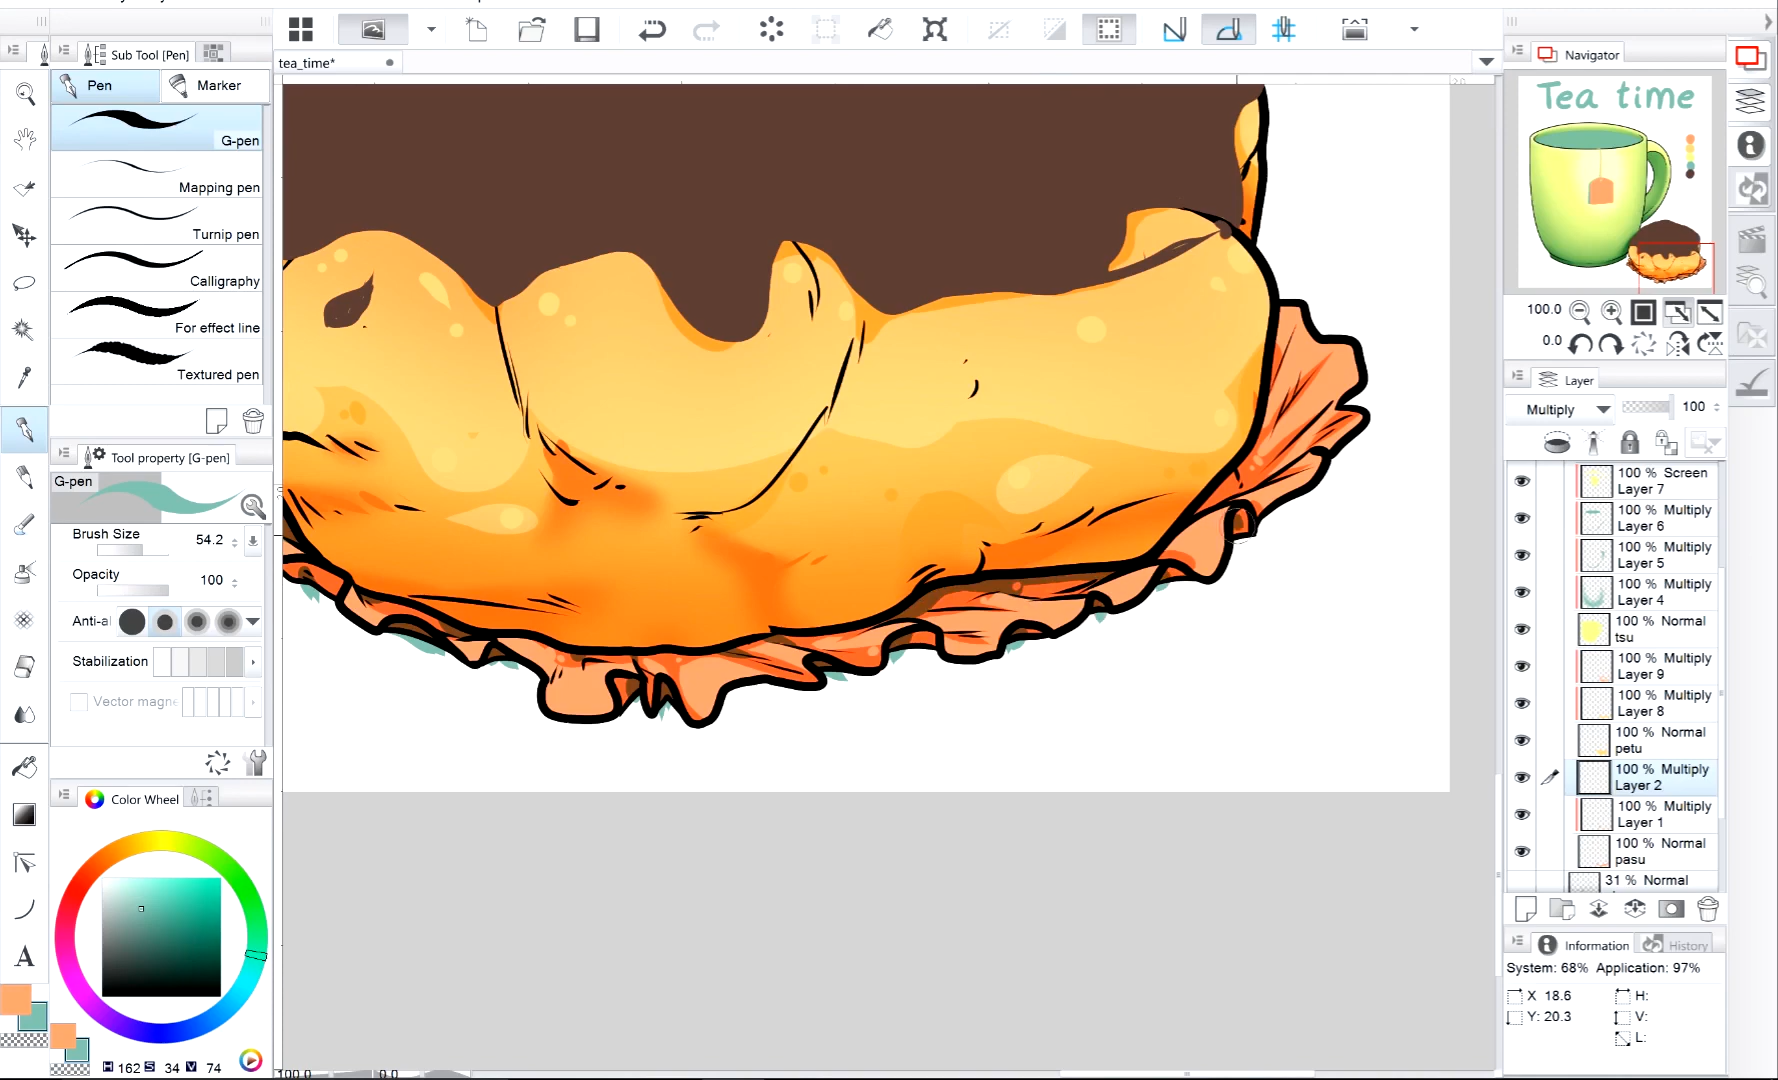 Sub Tool [Pen]
Pen
Marker
G-pen
Mapping pen
Turnip pen
Calligraphy
For effect line
Textured pen
Tool property [G-pen]
G-pen
Brush Size 54.2
Opacity 100
Anti-al
Stabilization
Vector magne
Color Wheel
A
H 162 S 34 V 74
tea_time*
100.0 0.0
Navigator
Tea time
100.0
0.0
Layer
Multiply 100
100 % Screen
Layer 7
100 % Multiply
Layer 6
100 % Multiply
Layer 5
100 % Multiply
Layer 4
100 % Normal
tsu
100 % Multiply
Layer 9
100 % Multiply
Layer 8
100 % Normal
petu
100 % Multiply
Layer 2
100 % Multiply
Layer 1
100 % Normal
pasu
31 % Normal
Information
History
System: 68% Application: 97%
X 18.6 H:
Y: 20.3 V:
L: